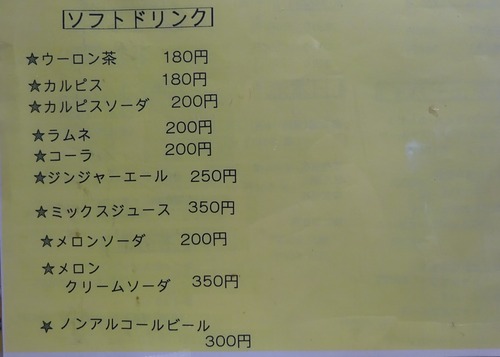 ソフトドリンク
★ウーロン茶 180円
★カルピス 180円
★カルピスソーダ 200円
★ラムネ 200円
★コーラ 200円
★ジンジャーエール 250円
★ミックスジュース 350円
★メロンソーダ 200円
★メロン
クリームソーダ 350円
★ノンアルコールビール
300円